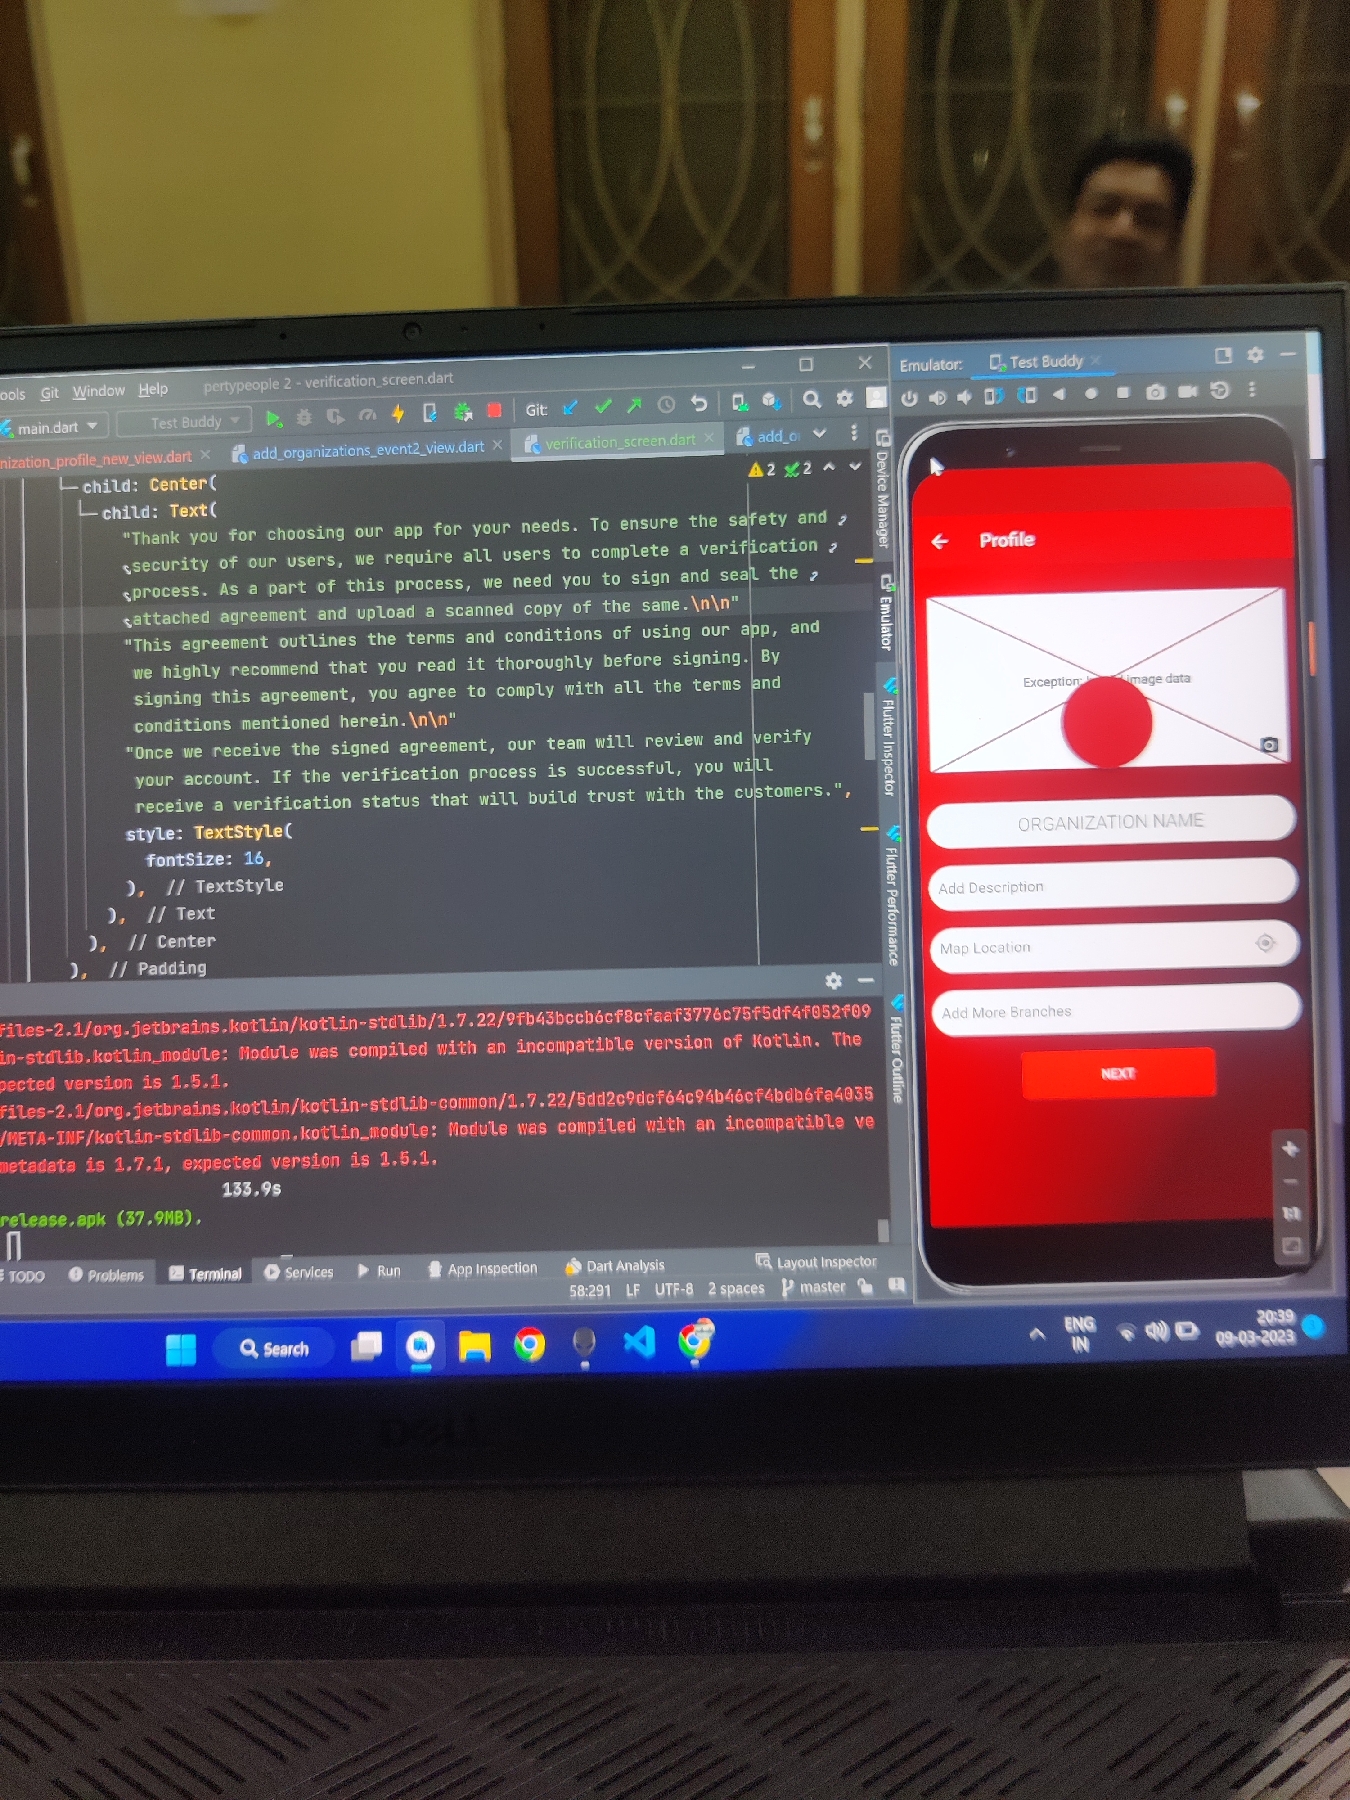 ools Git Window Help pertypeople 2 - verification_screen.dart
main.dart Test Buddy Git:
nization_profile_new_view.dart add_organizations_event2_view.dart verification_screen.dart add_o
2 2
child: Center(
child: Text(
"Thank you for choosing our app for your needs. To ensure the safety and
security of our users, we require all users to complete a verification
process. As a part of this process, we need you to sign and seal the
attached agreement and upload a scanned copy of the same.\n\n"
"This agreement outlines the terms and conditions of using our app, and
we highly recommend that you read it thoroughly before signing. By
signing this agreement, you agree to comply with all the terms and
conditions mentioned herein.\n\n"
"Once we receive the signed agreement, our team will review and verify
your account. If the verification process is successful, you will
receive a verification status that will build trust with the customers.",
style: TextStyle(
fontSize: 16,
), // TextStyle
), // Text
), // Center
), // Padding
files-2.1/org.jetbrains.kotlin/kotlin-stdlib/1.7.22/9fb43bccb6cf8cfaaf3776c75f5df4f052f09
in-stdlib.kotlin_module: Module was compiled with an incompatible version of Kotlin. The
pected version is 1.5.1.
files-2.1/org.jetbrains.kotlin/kotlin-stdlib-common/1.7.22/5dd2c9dcf64c94b46cf4bdb6fa4035
/META-INF/kotlin-stdlib-common.kotlin_module: Module was compiled with an incompatible ve
metadata is 1.7.1, expected version is 1.5.1.
133.9s
release.apk (37.9MB).
TODO Problems Terminal Services Run App Inspection Dart Analysis Layout Inspector
58:291 LF UTF-8 2 spaces master
Device Manager
Emulator
Flutter Inspector
Flutter Performance
Flutter Outline
Emulator: Test Buddy
Profile
Exception: image data
ORGANIZATION NAME
Add Description
Map Location
Add More Branches
NEXT
1:1
Search
ENG
IN
20:39
09-03-2023
DELL